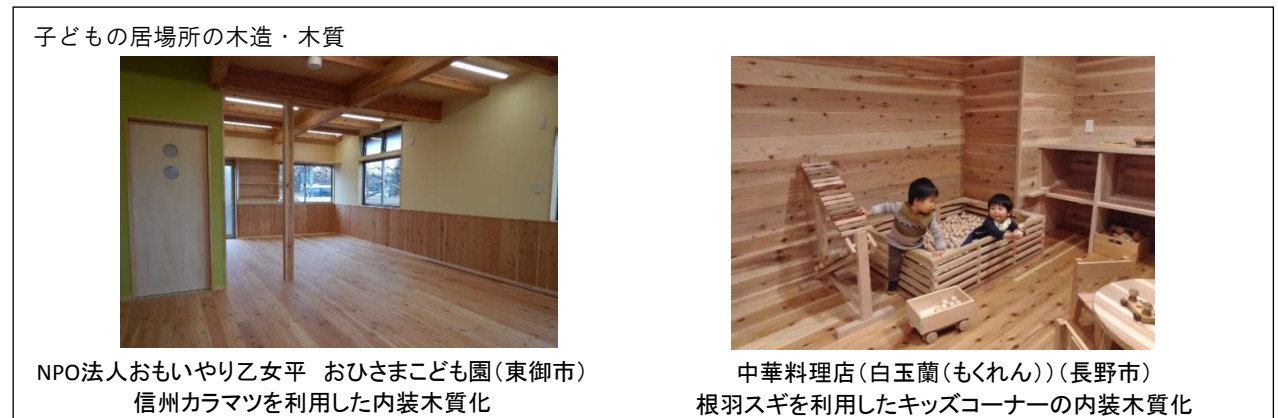 子どもの居場所の木造・木質
NPO法人おもいやり乙女平　おひさまこども園(東御市)
信州カラマツを利用した内装木質化
中華料理店(白玉蘭(もくれん))(長野市)
根羽スギを利用したキッズコーナーの内装木質化